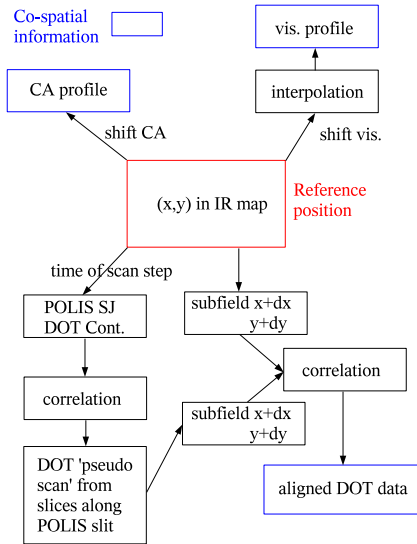 Co-spatial
information
vis. profile
CA profile
interpolation
shift CA
shift vis.
(x,y) in IR map
Reference
position
time of scan step
POLIS SJ
DOT Cont.
subfield x+dx
y+dy
correlation
correlation
subfield x+dx
y+dy
DOT 'pseudo
scan' from
slices along
POLIS slit
aligned DOT data